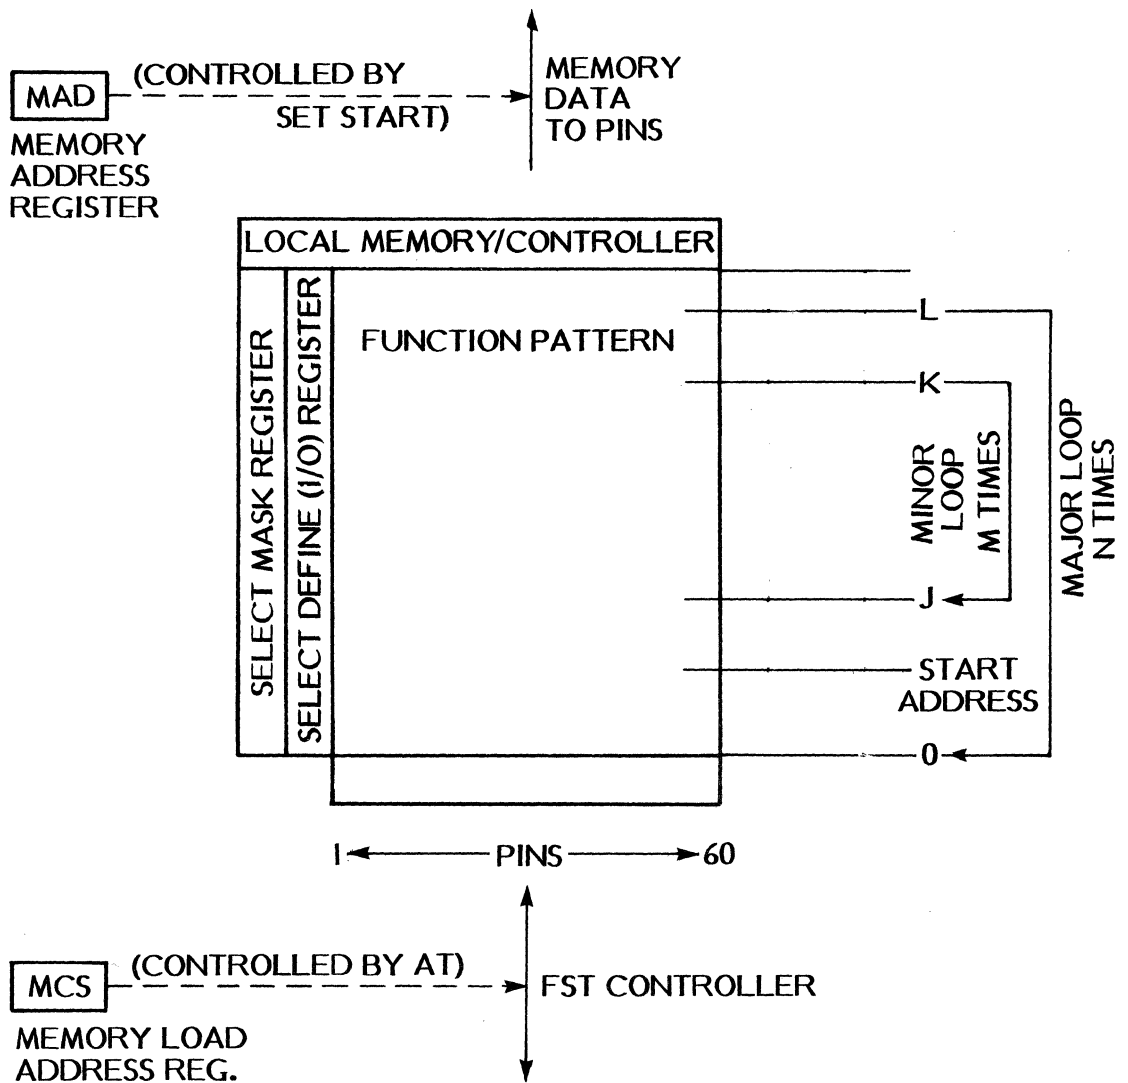 (CONTROLLED BY
SET START)
MAD
MEMORY
ADDRESS
REGISTER
MEMORY
DATA
TO PINS
LOCAL MEMORY/CONTROLLER
SELECT MASK REGISTER
SELECT DEFINE (I/O) REGISTER
FUNCTION PATTERN
L
K
MINOR
LOOP
M TIMES
MAJOR LOOP
N TIMES
J
START
ADDRESS
0
1
PINS
60
(CONTROLLED BY AT)
MCS
FST CONTROLLER
MEMORY LOAD
ADDRESS REG.